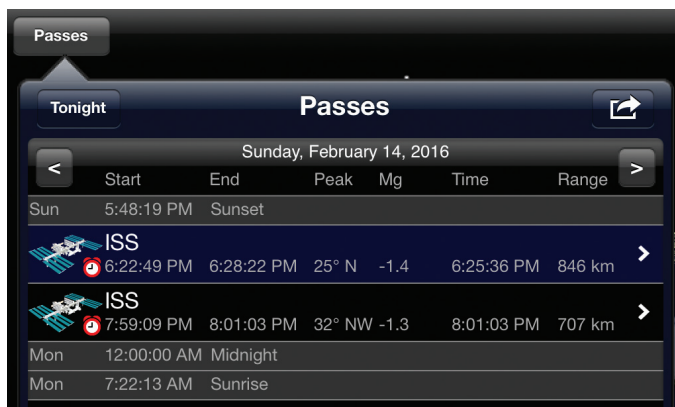 Passes
Tonight Passes
Sunday, February 14, 2016
< Start End Peak Mg Time Range >
Sun 5:48:19 PM Sunset
ISS
6:22:49 PM 6:28:22 PM 25° N -1.4 6:25:36 PM 846 km
ISS
7:59:09 PM 8:01:03 PM 32° NW -1.3 8:01:03 PM 707 km
Mon 12:00:00 AM Midnight
Mon 7:22:13 AM Sunrise